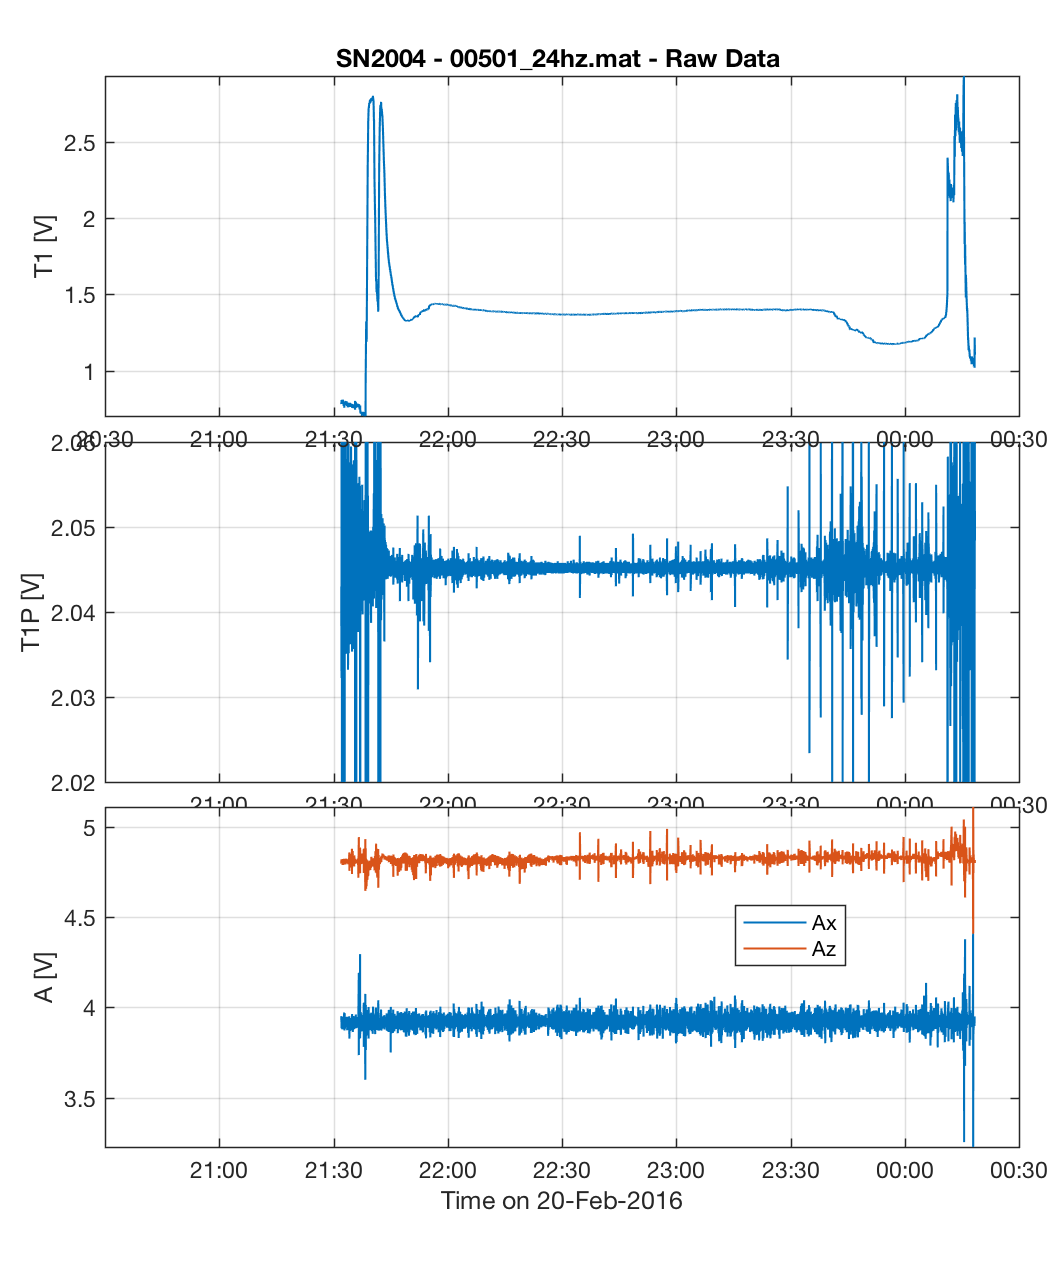 SN2004 - 00501_24hz.mat - Raw Data
T1 [V]
2.5
2
1.5
1
20:30 21:00 21:30 22:00 22:30 23:00 23:30 00:00 00:30
T1P [V]
2.06
2.05
2.04
2.03
2.02
21:00 21:30 22:00 22:30 23:00 23:30 00:00 00:30
A [V]
5
4.5
4
3.5
Ax
Az
21:00 21:30 22:00 22:30 23:00 23:30 00:00 00:30
Time on 20-Feb-2016